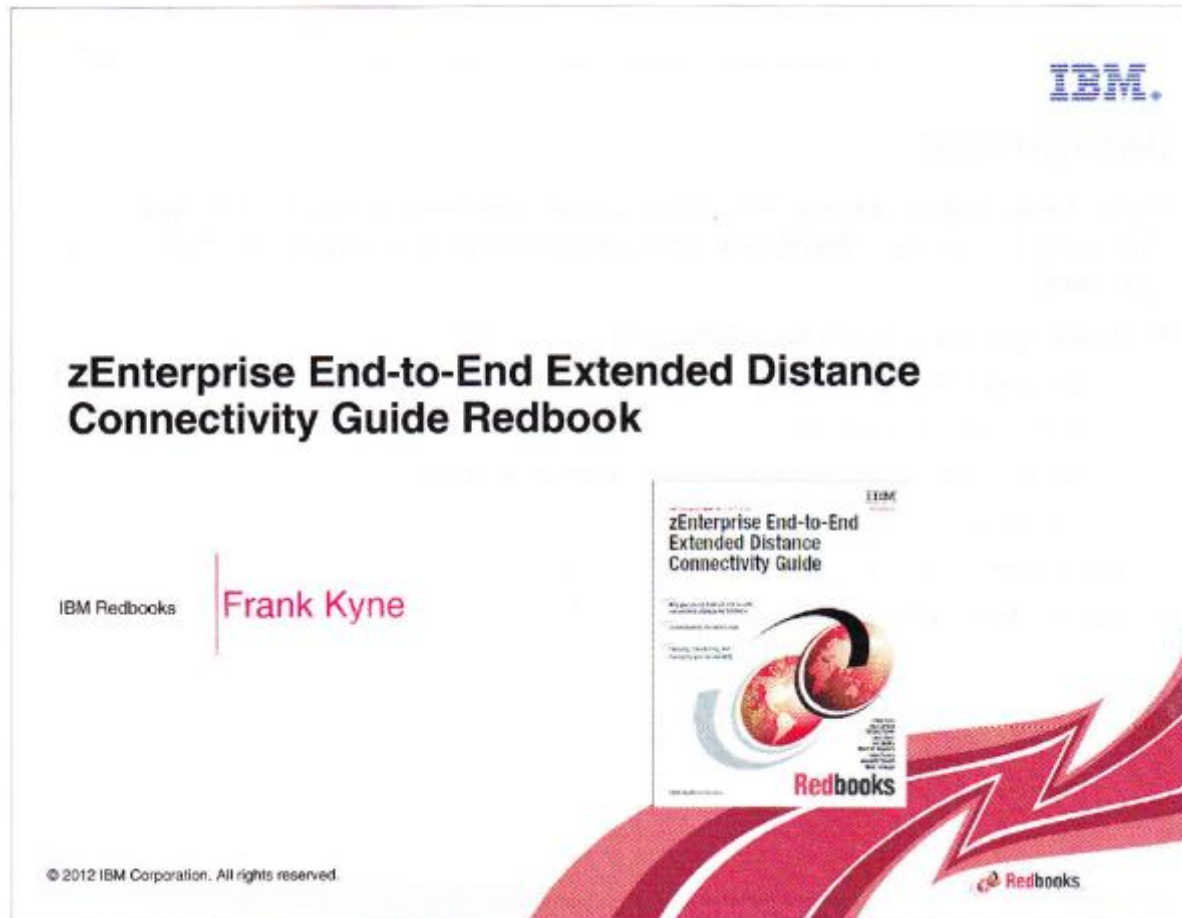 IBM.
zEnterprise End-to-End Extended Distance
Connectivity Guide Redbook
IBM Redbooks
Frank Kyne
IBM
zEnterprise End-to-End
Extended Distance
Connectivity Guide
Redbooks
© 2012 IBM Corporation. All rights reserved.
Redbooks